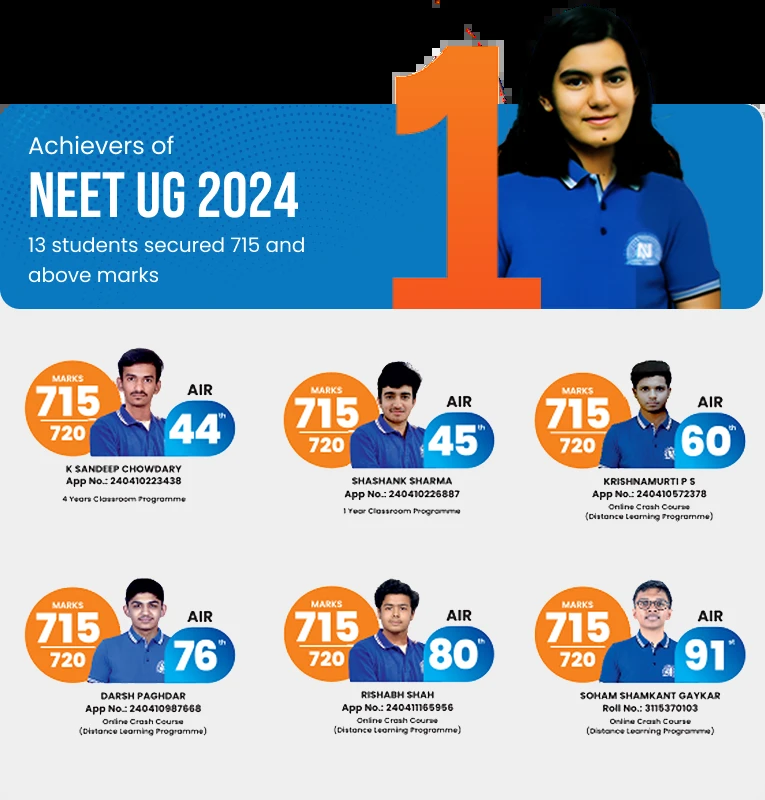 Achievers of
NEET UG 2024
13 students secured 715 and
above marks
1
N
MARKS
715
720
AIR
44th
K SANDEEP CHOWDARY
App No.: 240410223438
4 Years Classroom Programme
MARKS
715
720
AIR
45th
SHASHANK SHARMA
App No.: 240410226887
1 Year Classroom Programme
MARKS
715
720
AIR
60th
KRISHNAMURTI P S
App No.: 240410572378
Online Crash Course
(Distance Learning Programme)
MARKS
715
720
AIR
76th
DARSH PAGHDAR
App No.: 240410987668
Online Crash Course
(Distance Learning Programme)
MARKS
715
720
AIR
80th
RISHABH SHAH
App No.: 240411165956
Online Crash Course
(Distance Learning Programme)
MARKS
715
720
AIR
91st
SOHAM SHAMKANT GAYKAR
Roll No.: 3115370103
Online Crash Course
(Distance Learning Programme)